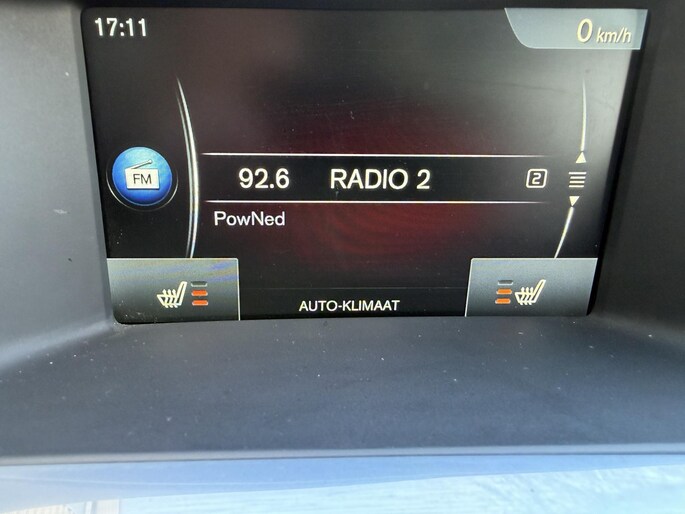 17:11
0 km/h
FM
92.6 RADIO 2 2
PowNed
AUTO-KLIMAAT